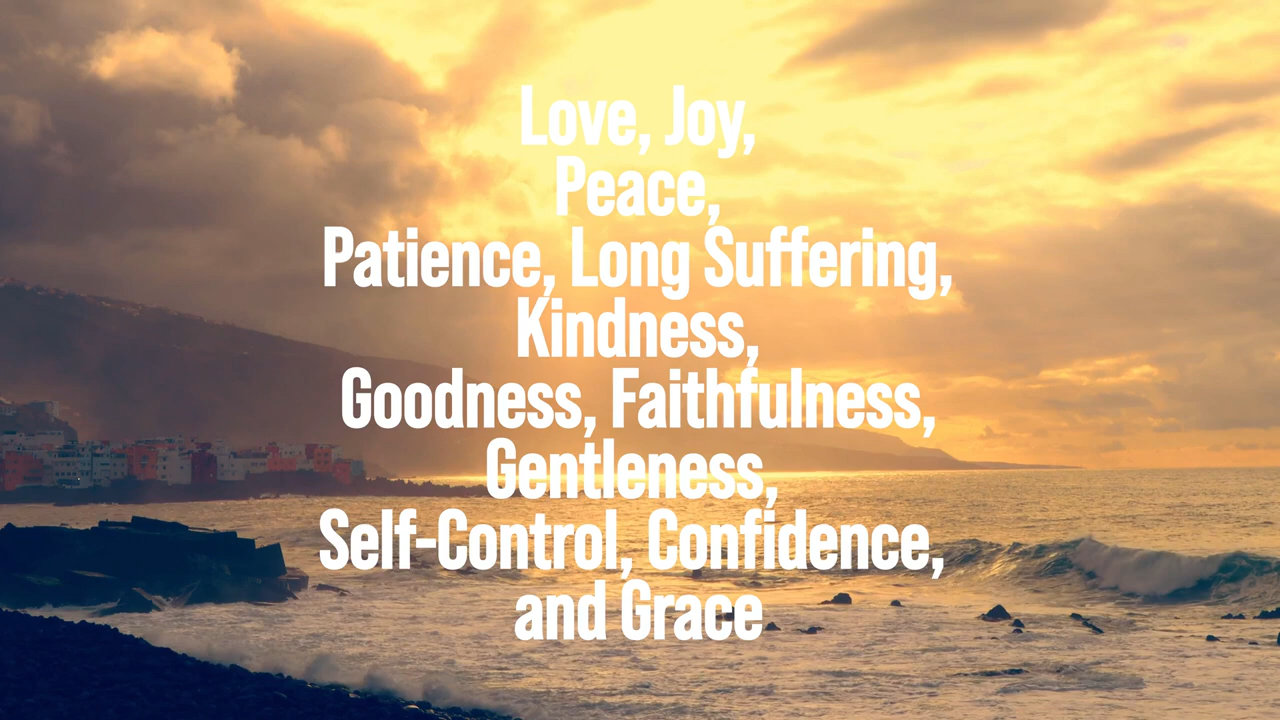 Love, Joy,
Peace,
Patience, Long Suffering,
Kindness,
Goodness, Faithfulness,
Gentleness,
Self-Control, Confidence,
and Grace